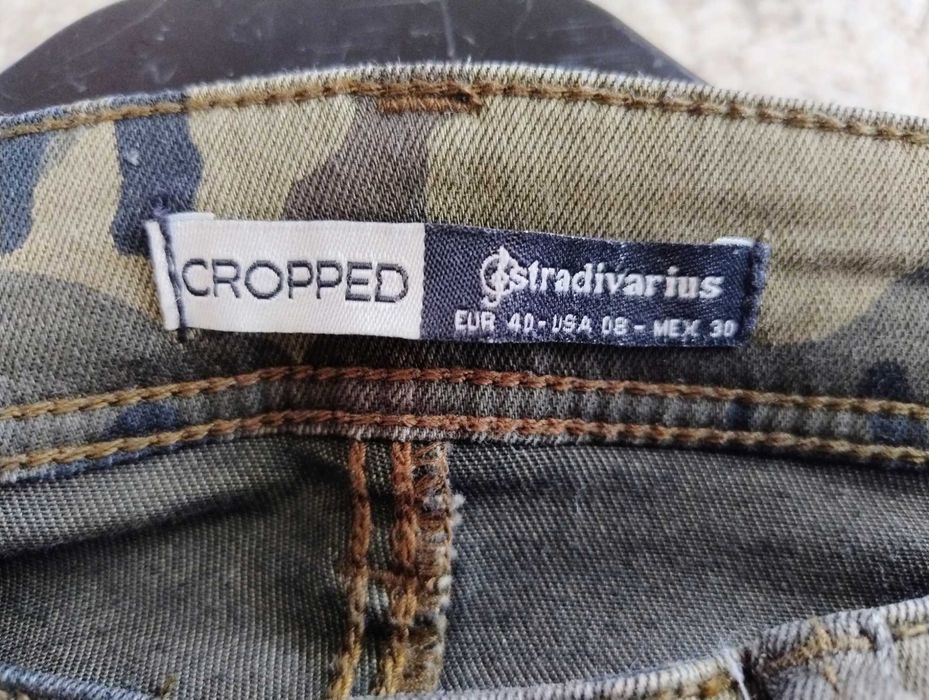 CROPPED
stradivarius
EUR 40 - USA 08 - MEX 30